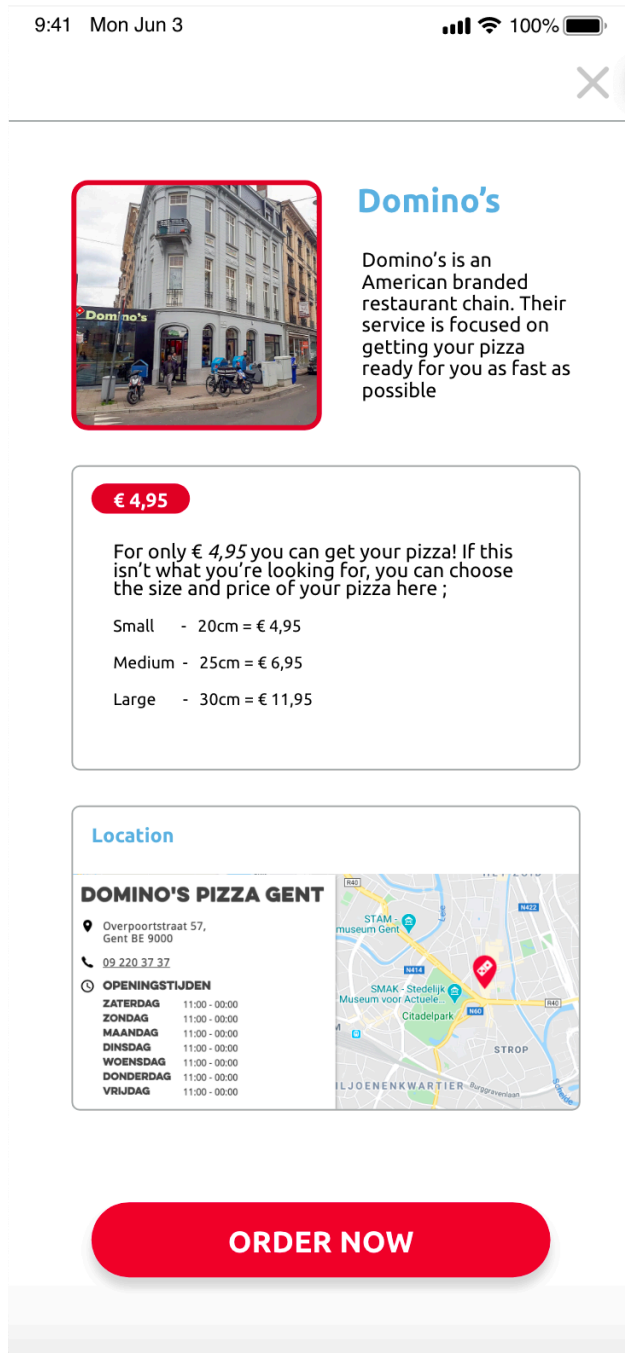 9:41 Mon Jun 3
100%
Domino's
Domino's
Domino’s is an
American branded
restaurant chain. Their
service is focused on
getting your pizza
ready for you as fast as
possible
€ 4,95
For only € 4,95 you can get your pizza! If this
isn’t what you’re looking for, you can choose
the size and price of your pizza here ;
Small - 20cm = € 4,95
Medium - 25cm = € 6,95
Large - 30cm = € 11,95
Location
DOMINO'S PIZZA GENT
Overpoortstraat 57,
Gent BE 9000
09 220 37 37
OPENINGSTIJDEN
ZATERDAG 11:00 - 00:00
ZONDAG 11:00 - 00:00
MAANDAG 11:00 - 00:00
DINSDAG 11:00 - 00:00
WOENSDAG 11:00 - 00:00
DONDERDAG 11:00 - 00:00
VRIJDAG 11:00 - 00:00
R40
N422
Leie
STAM -
museum Gent
N414
SMAK - Stedelijk
Museum voor Actuele...
R40
Citadelpark
N60
STROP
ILJOENENKWARTIER
Burggravenlaan
Schelde
ORDER NOW